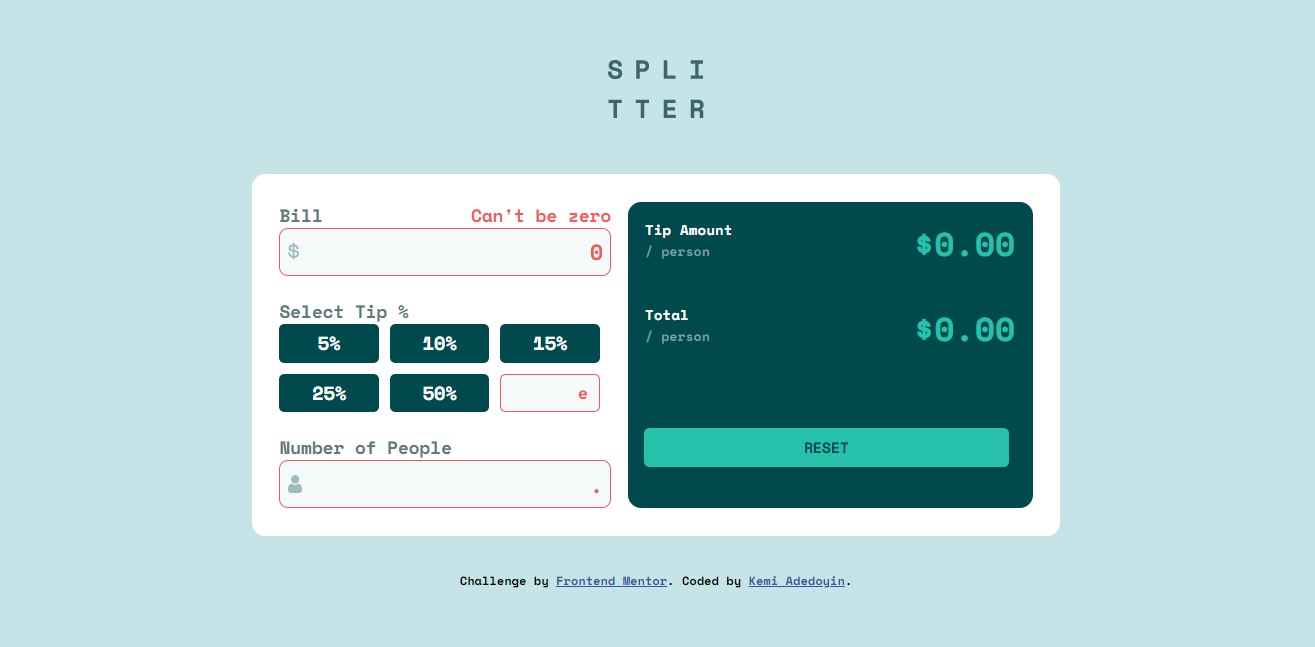 SPLI
TTER
Bill Can't be zero
$ 0
Select Tip %
5% 10% 15%
25% 50% e
Number of People
.
Tip Amount
/ person
$0.00
Total
/ person
$0.00
RESET
Challenge by Frontend Mentor. Coded by Kemi Adedoyin.